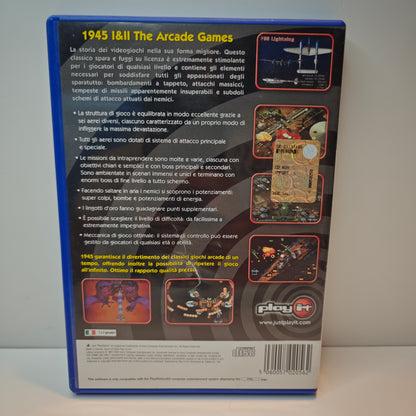 1945 I&II The Arcade Games
La storia dei videogiochi nella sua forma migliore. Questo
classico spara e fuggi su licenza è estremamente stimolante
per i giocatori di qualsiasi livello e contiene gli elementi
necessari per soddisfare tutti gli appassionati degli
sparatutto: bombardamenti a tappeto, attacchi massicci,
tempeste di missili apparentemente insuperabili e subdoli
schemi di attacco attuati dai nemici.
• La struttura di gioco è equilibrata in modo eccellente grazie a
sei aerei diversi, ciascuno caratterizzato da un proprio modo di
infliggere la massima devastazione.
• Tutti gli aerei sono dotati di sistema di attacco principale
e speciale.
• Le missioni da intraprendere sono molte e varie, ciascuna con
obiettivi chiari e semplici e con boss principali e secondari.
Sono ambientate in scenari immensi e unici e terminano con
enormi boss di fine livello a tutto schermo.
• Facendo saltare in aria i nemici si scoprono i potenziamenti:
super colpi, bombe e potenziamenti di energia.
• I lingotti d'oro fanno guadagnare punti supplementari.
• È possibile scegliere il livello di difficoltà: da facilissima a
estremamente impegnativa.
• Meccanica di gioco ottimale: il sistema di controllo può essere
gestito da giocatori di qualsiasi età o abilità.
1945 garantisce il divertimento dei classici giochi arcade di un
tempo, offrendo inoltre la possibilità di ripetere il gioco
all'infinito. Ottimo il rapporto qualità prezzo.
P38 Lightning
play it
www.justplayit.com
5060057020562